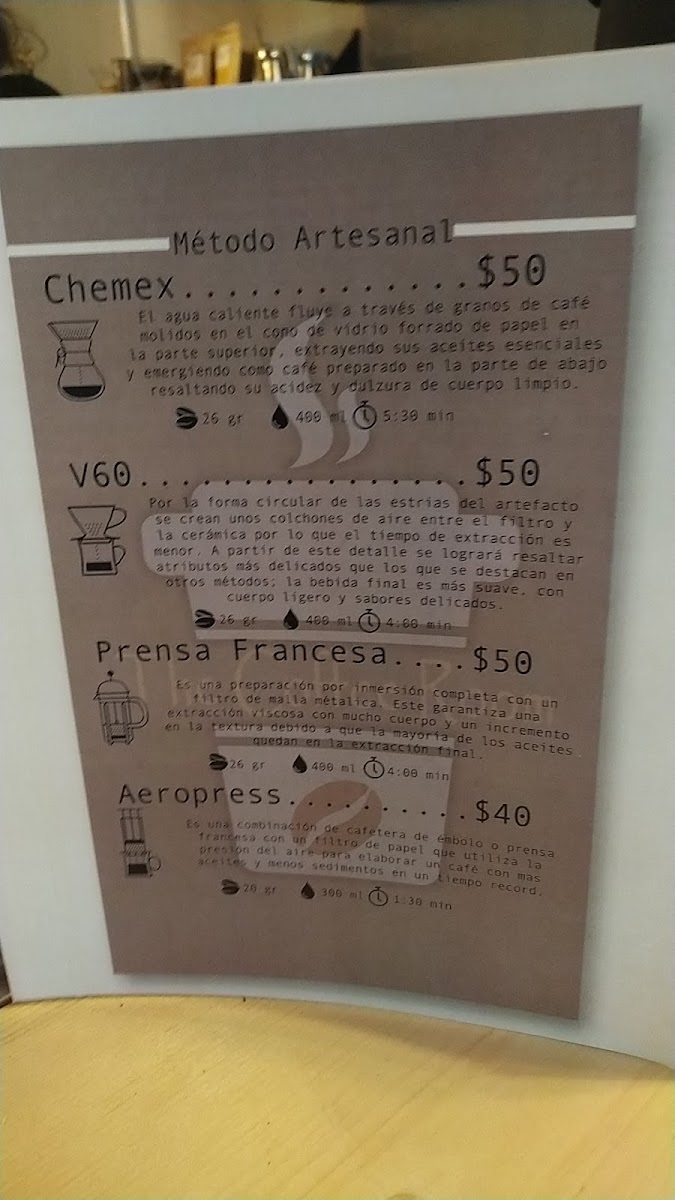 Método Artesanal
Chemex.............$50
El agua caliente fluye a través de granos de café
molidos en el cono de vidrio forrado de papel en
la parte superior, extrayendo sus aceites esenciales
y emergiendo como café preparado en la parte de abajo
resaltando su acidez y dulzura de cuerpo limpio.
26 gr 400 ml 5:30 min
V60................$50
Por la forma circular de las estrias del artefacto
se crean unos colchones de aire entre el filtro y
la cerámica por lo que el tiempo de extracción es
menor. A partir de este detalle se logrará resaltar
atributos más delicados que los que se destacan en
otros métodos; la bebida final es más suave, con
cuerpo ligero y sabores delicados.
26 gr 400 ml 4:00 min
Prensa Francesa....$50
Es una preparación por inmersión completa con un
filtro de malla métalica. Este garantiza una
extracción viscosa con mucho cuerpo y un incremento
en la textura debido a que la mayoría de los aceites
quedan en la extracción final.
26 gr 400 ml 4:00 min
Aeropress..........$40
Es una combinación de cafetera de émbolo o prensa
francesa con un filtro de papel que utiliza la
presión del aire para elaborar un café con mas
aceites y menos sedimentos en un tiempo record.
20 gr 300 ml 1:30 min